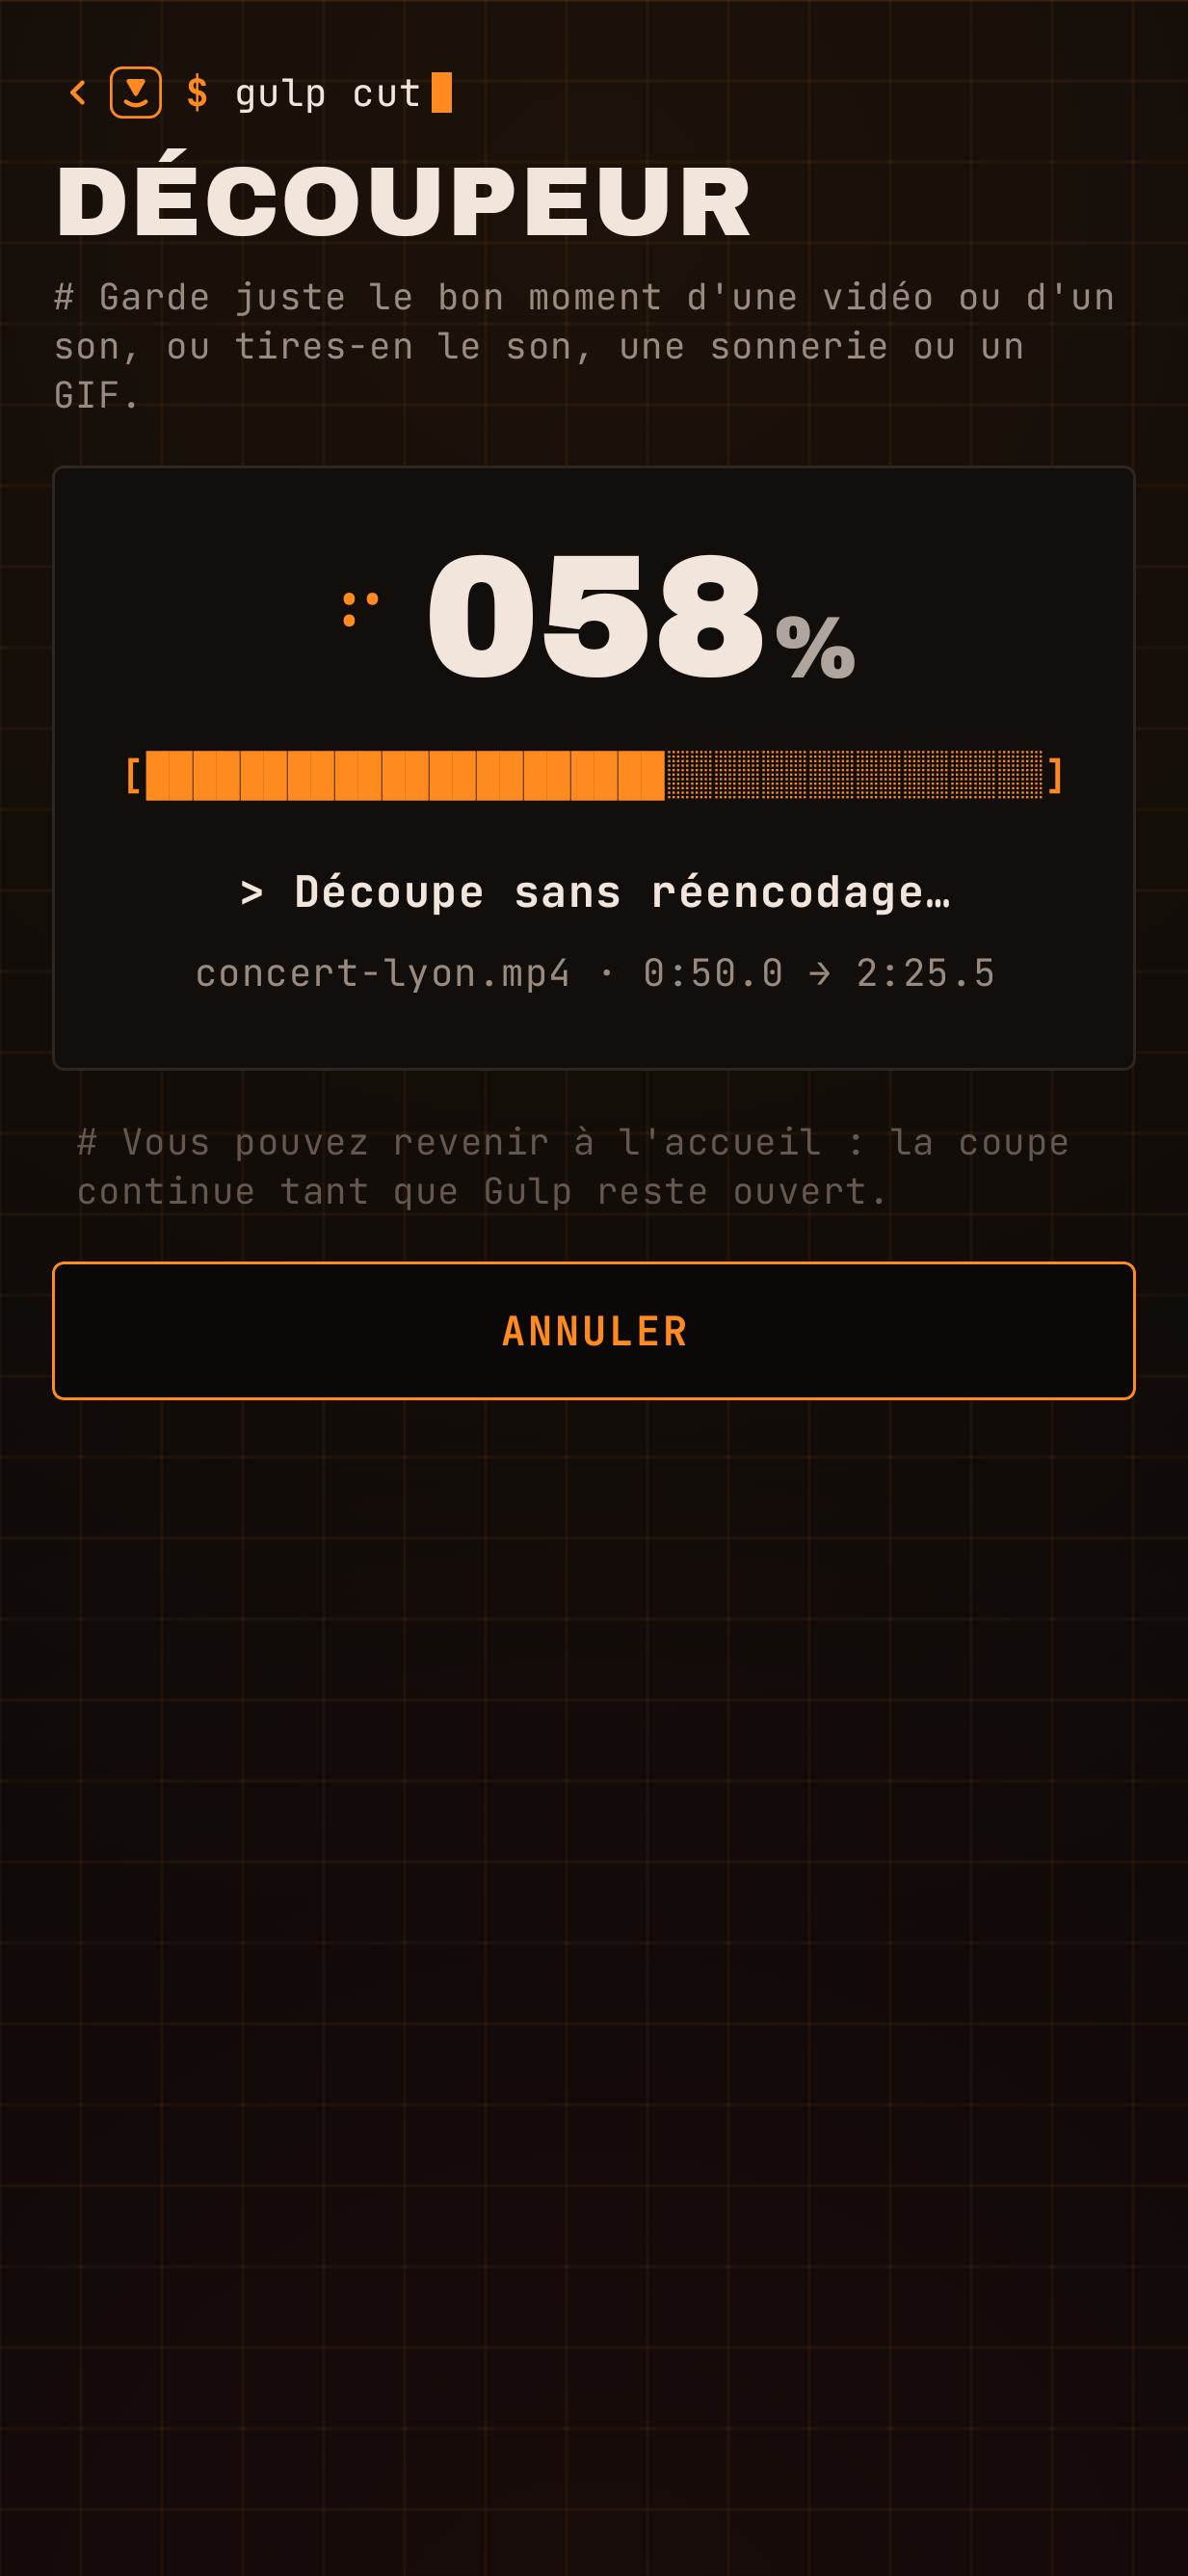 $ gulp cut
DÉCOUPEUR
# Garde juste le bon moment d'une vidéo ou d'un
son, ou tires-en le son, une sonnerie ou un
GIF.
058%
[██████████████████████░░░░░░░░░░░░░░░░]
> Découpe sans réencodage…
concert-lyon.mp4 · 0:50.0 → 2:25.5
# Vous pouvez revenir à l'accueil : la coupe
continue tant que Gulp reste ouvert.
ANNULER